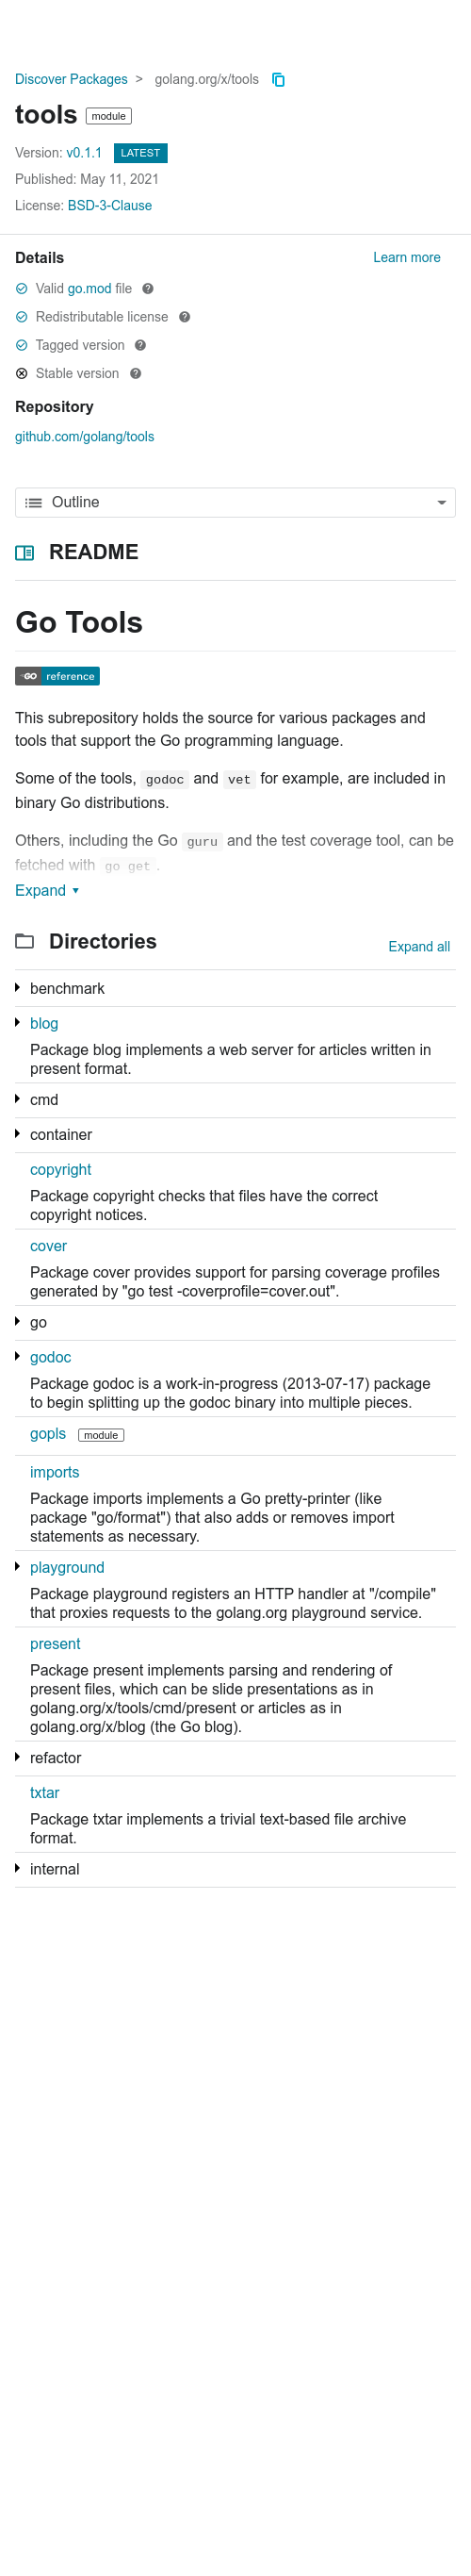 Discover Packages > golang.org/x/tools
tools module
Version: v0.1.1 LATEST
Published: May 11, 2021
License: BSD-3-Clause
Details Learn more
Valid go.mod file
Redistributable license
Tagged version
Stable version
Repository
github.com/golang/tools
Outline
README
Go Tools
GO reference
This subrepository holds the source for various packages and
tools that support the Go programming language.
Some of the tools, godoc and vet for example, are included in
binary Go distributions.
Others, including the Go guru and the test coverage tool, can be
fetched with go get.
Expand
Directories Expand all
benchmark
blog
Package blog implements a web server for articles written in
present format.
cmd
container
copyright
Package copyright checks that files have the correct
copyright notices.
cover
Package cover provides support for parsing coverage profiles
generated by "go test -coverprofile=cover.out".
go
godoc
Package godoc is a work-in-progress (2013-07-17) package
to begin splitting up the godoc binary into multiple pieces.
gopls module
imports
Package imports implements a Go pretty-printer (like
package "go/format") that also adds or removes import
statements as necessary.
playground
Package playground registers an HTTP handler at "/compile"
that proxies requests to the golang.org playground service.
present
Package present implements parsing and rendering of
present files, which can be slide presentations as in
golang.org/x/tools/cmd/present or articles as in
golang.org/x/blog (the Go blog).
refactor
txtar
Package txtar implements a trivial text-based file archive
format.
internal